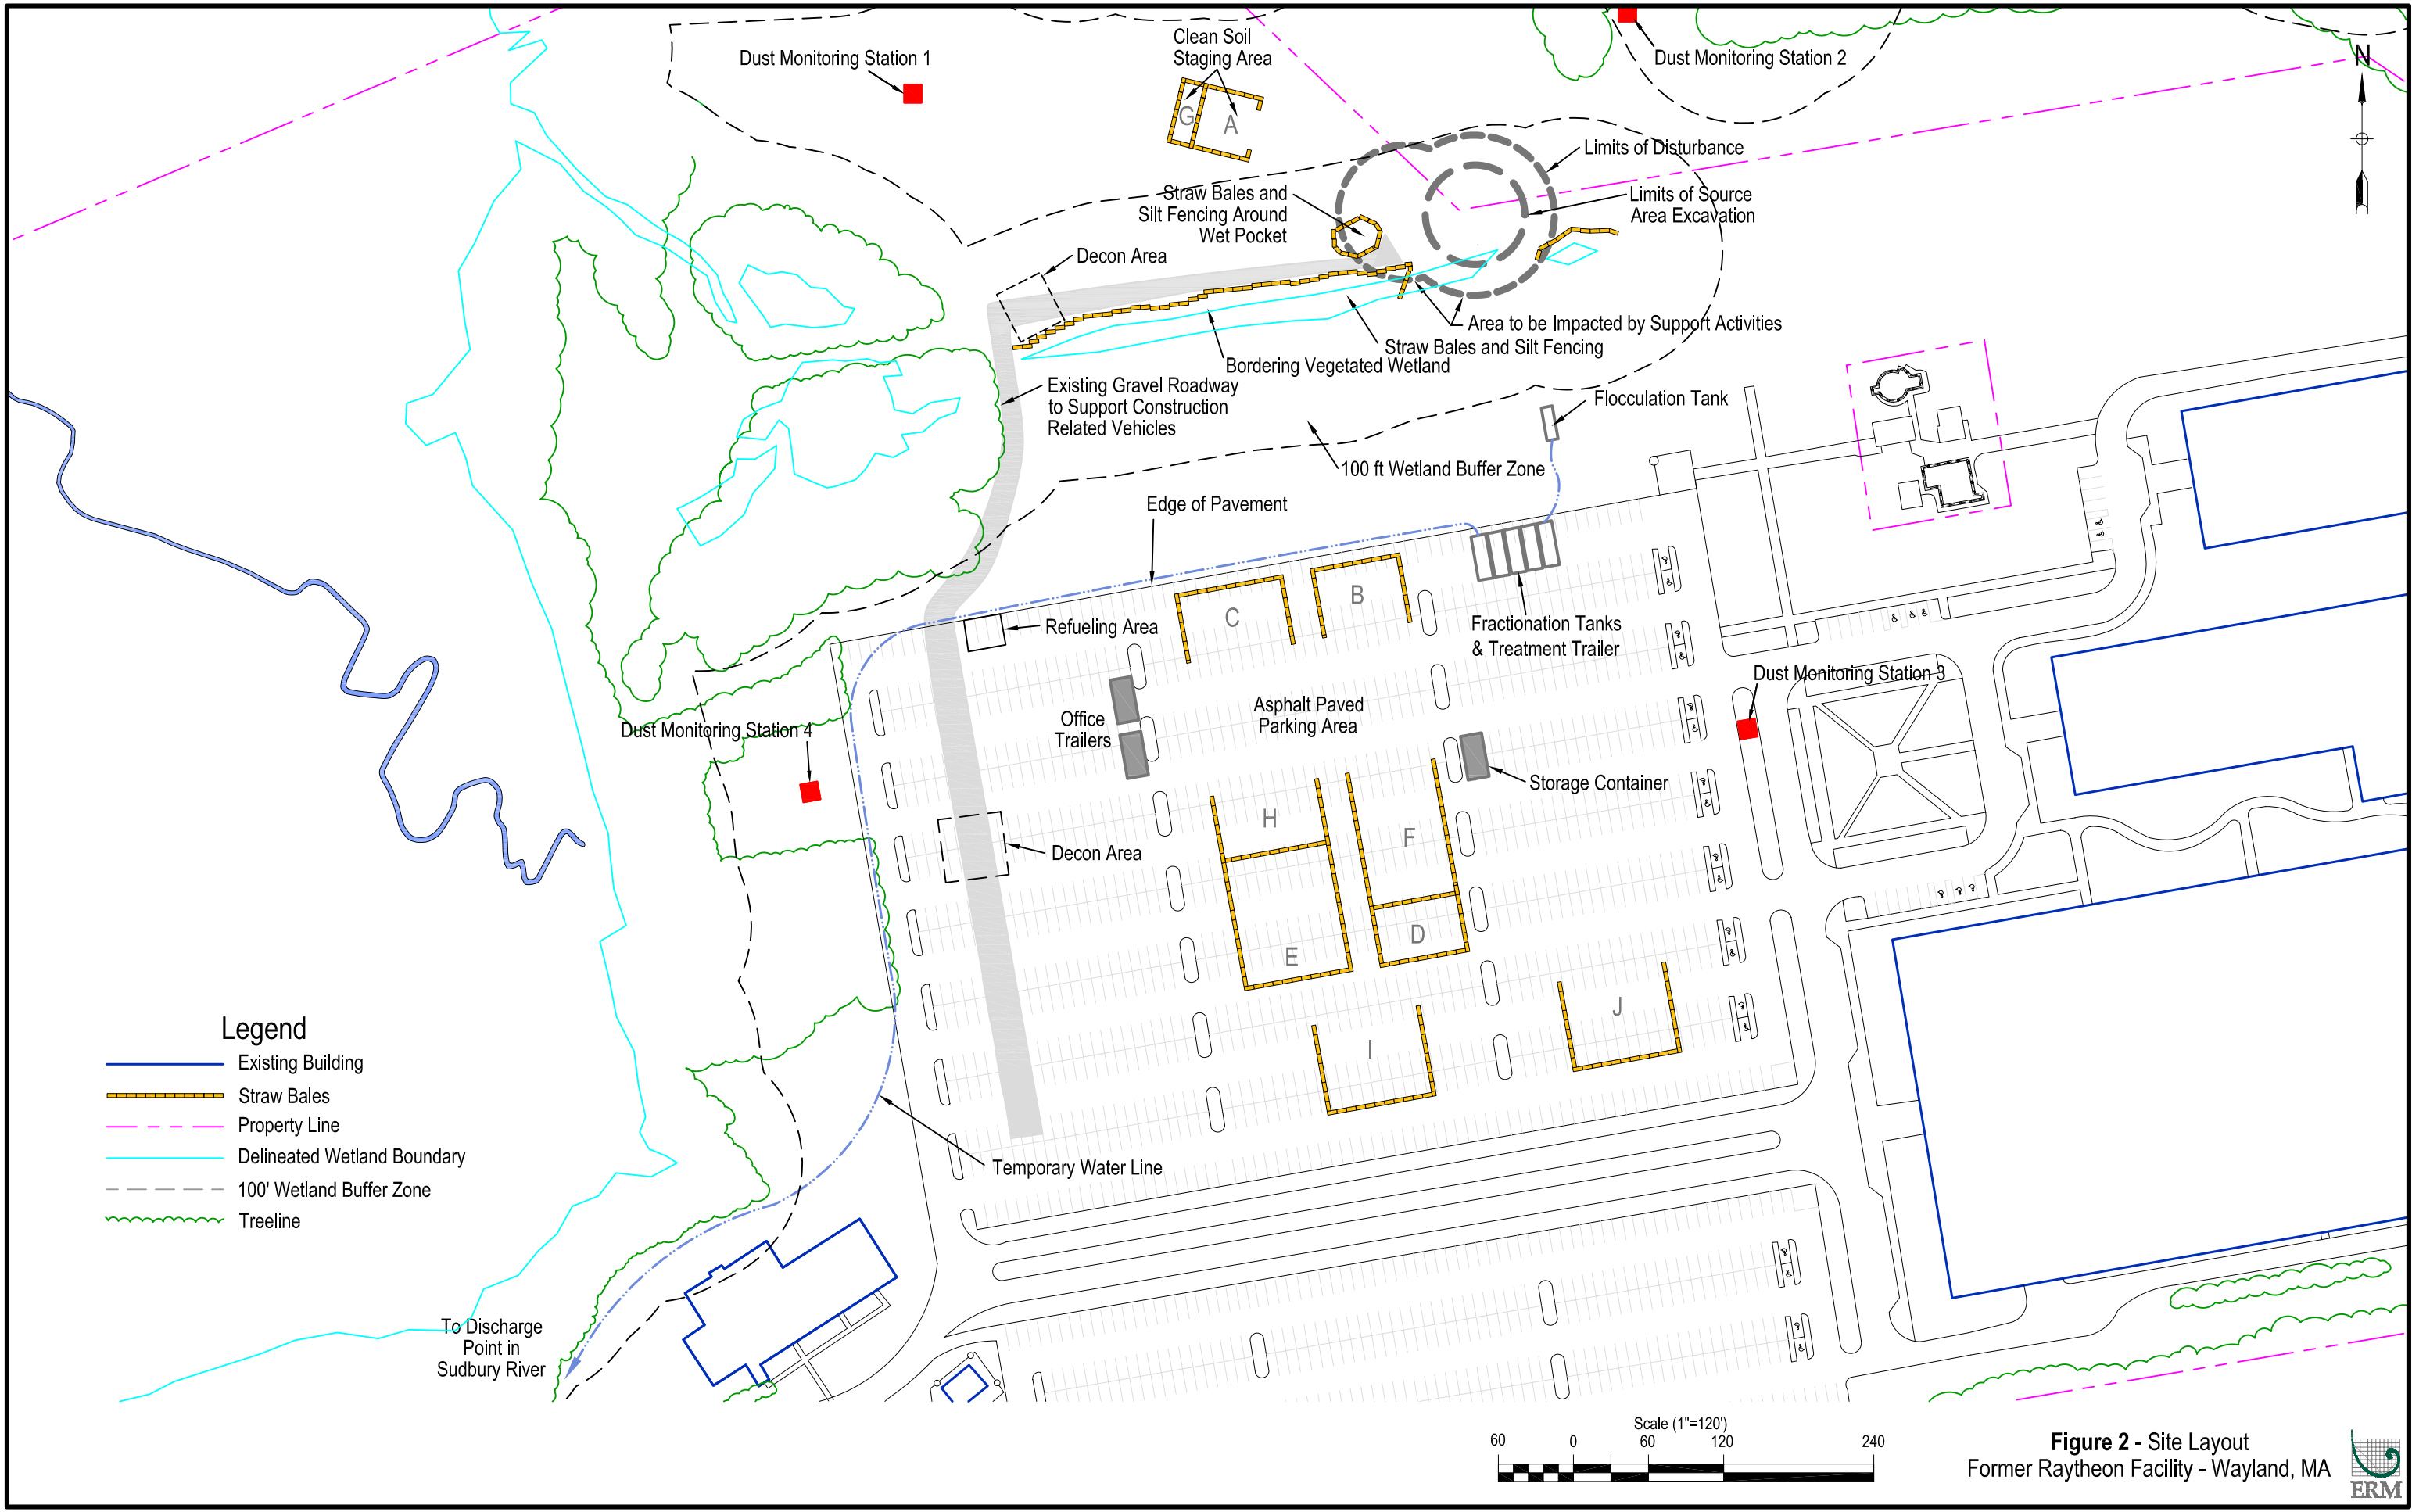 Dust Monitoring Station 1
Clean Soil
Staging Area
Dust Monitoring Station 2
N
G
A
Limits of Disturbance
Straw Bales and
Silt Fencing Around
Wet Pocket
Limits of Source
Area Excavation
Decon Area
Area to be Impacted by Support Activities
Straw Bales and Silt Fencing
Bordering Vegetated Wetland
Existing Gravel Roadway
to Support Construction
Related Vehicles
Flocculation Tank
100 ft Wetland Buffer Zone
Edge of Pavement
C
B
Refueling Area
Fractionation Tanks
& Treatment Trailer
Dust Monitoring Station 3
Office
Trailers
Asphalt Paved
Parking Area
Dust Monitoring Station 4
Storage Container
H
F
Decon Area
D
E
J
I
Temporary Water Line
Legend
Existing Building
Straw Bales
Property Line
Delineated Wetland Boundary
100' Wetland Buffer Zone
Treeline
To Discharge
Point in
Sudbury River
Scale (1"=120')
60 0 60 120 240
Figure 2 - Site Layout
Former Raytheon Facility - Wayland, MA
ERM